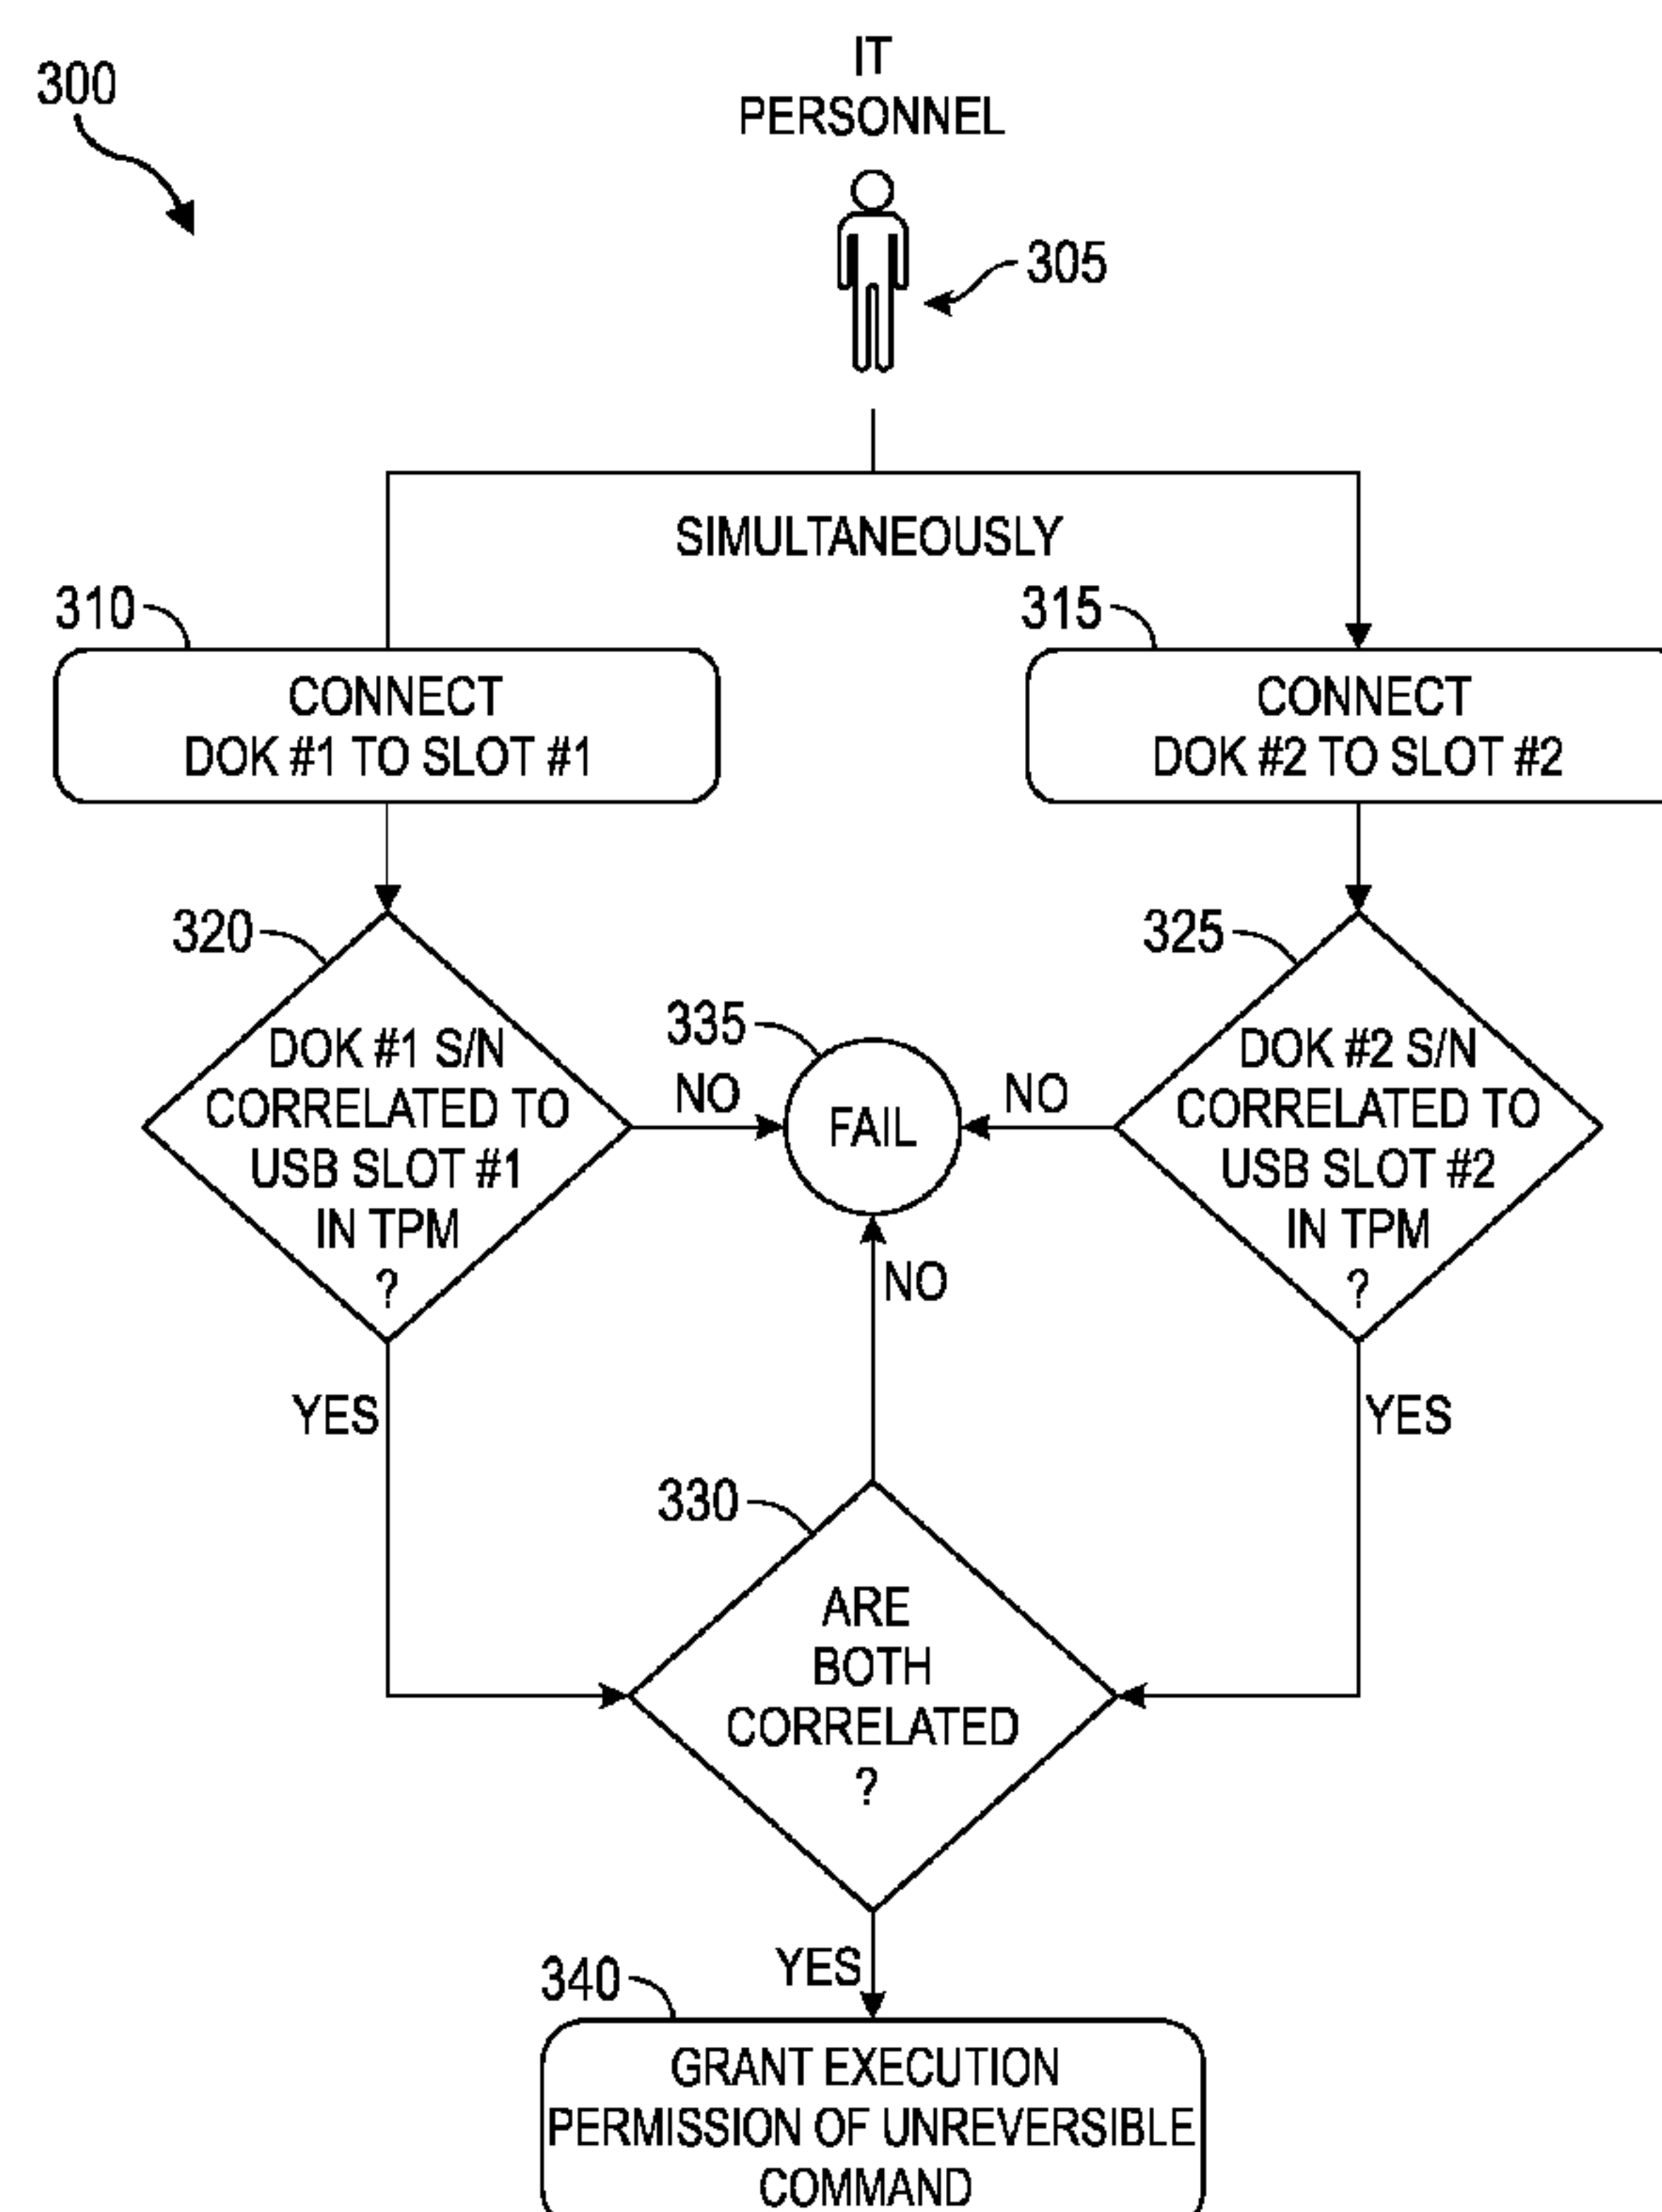 300
IT
PERSONNEL
305
SIMULTANEOUSLY
310
315
CONNECT
DOK #1 TO SLOT #1
CONNECT
DOK #2 TO SLOT #2
320
325
DOK #1 S/N
CORRELATED TO
USB SLOT #1
IN TPM
?
NO
335
FAIL
NO
DOK #2 S/N
CORRELATED TO
USB SLOT #2
IN TPM
?
NO
YES
YES
330
ARE
BOTH
CORRELATED
?
YES
340
GRANT EXECUTION
PERMISSION OF UNREVERSIBLE
COMMAND